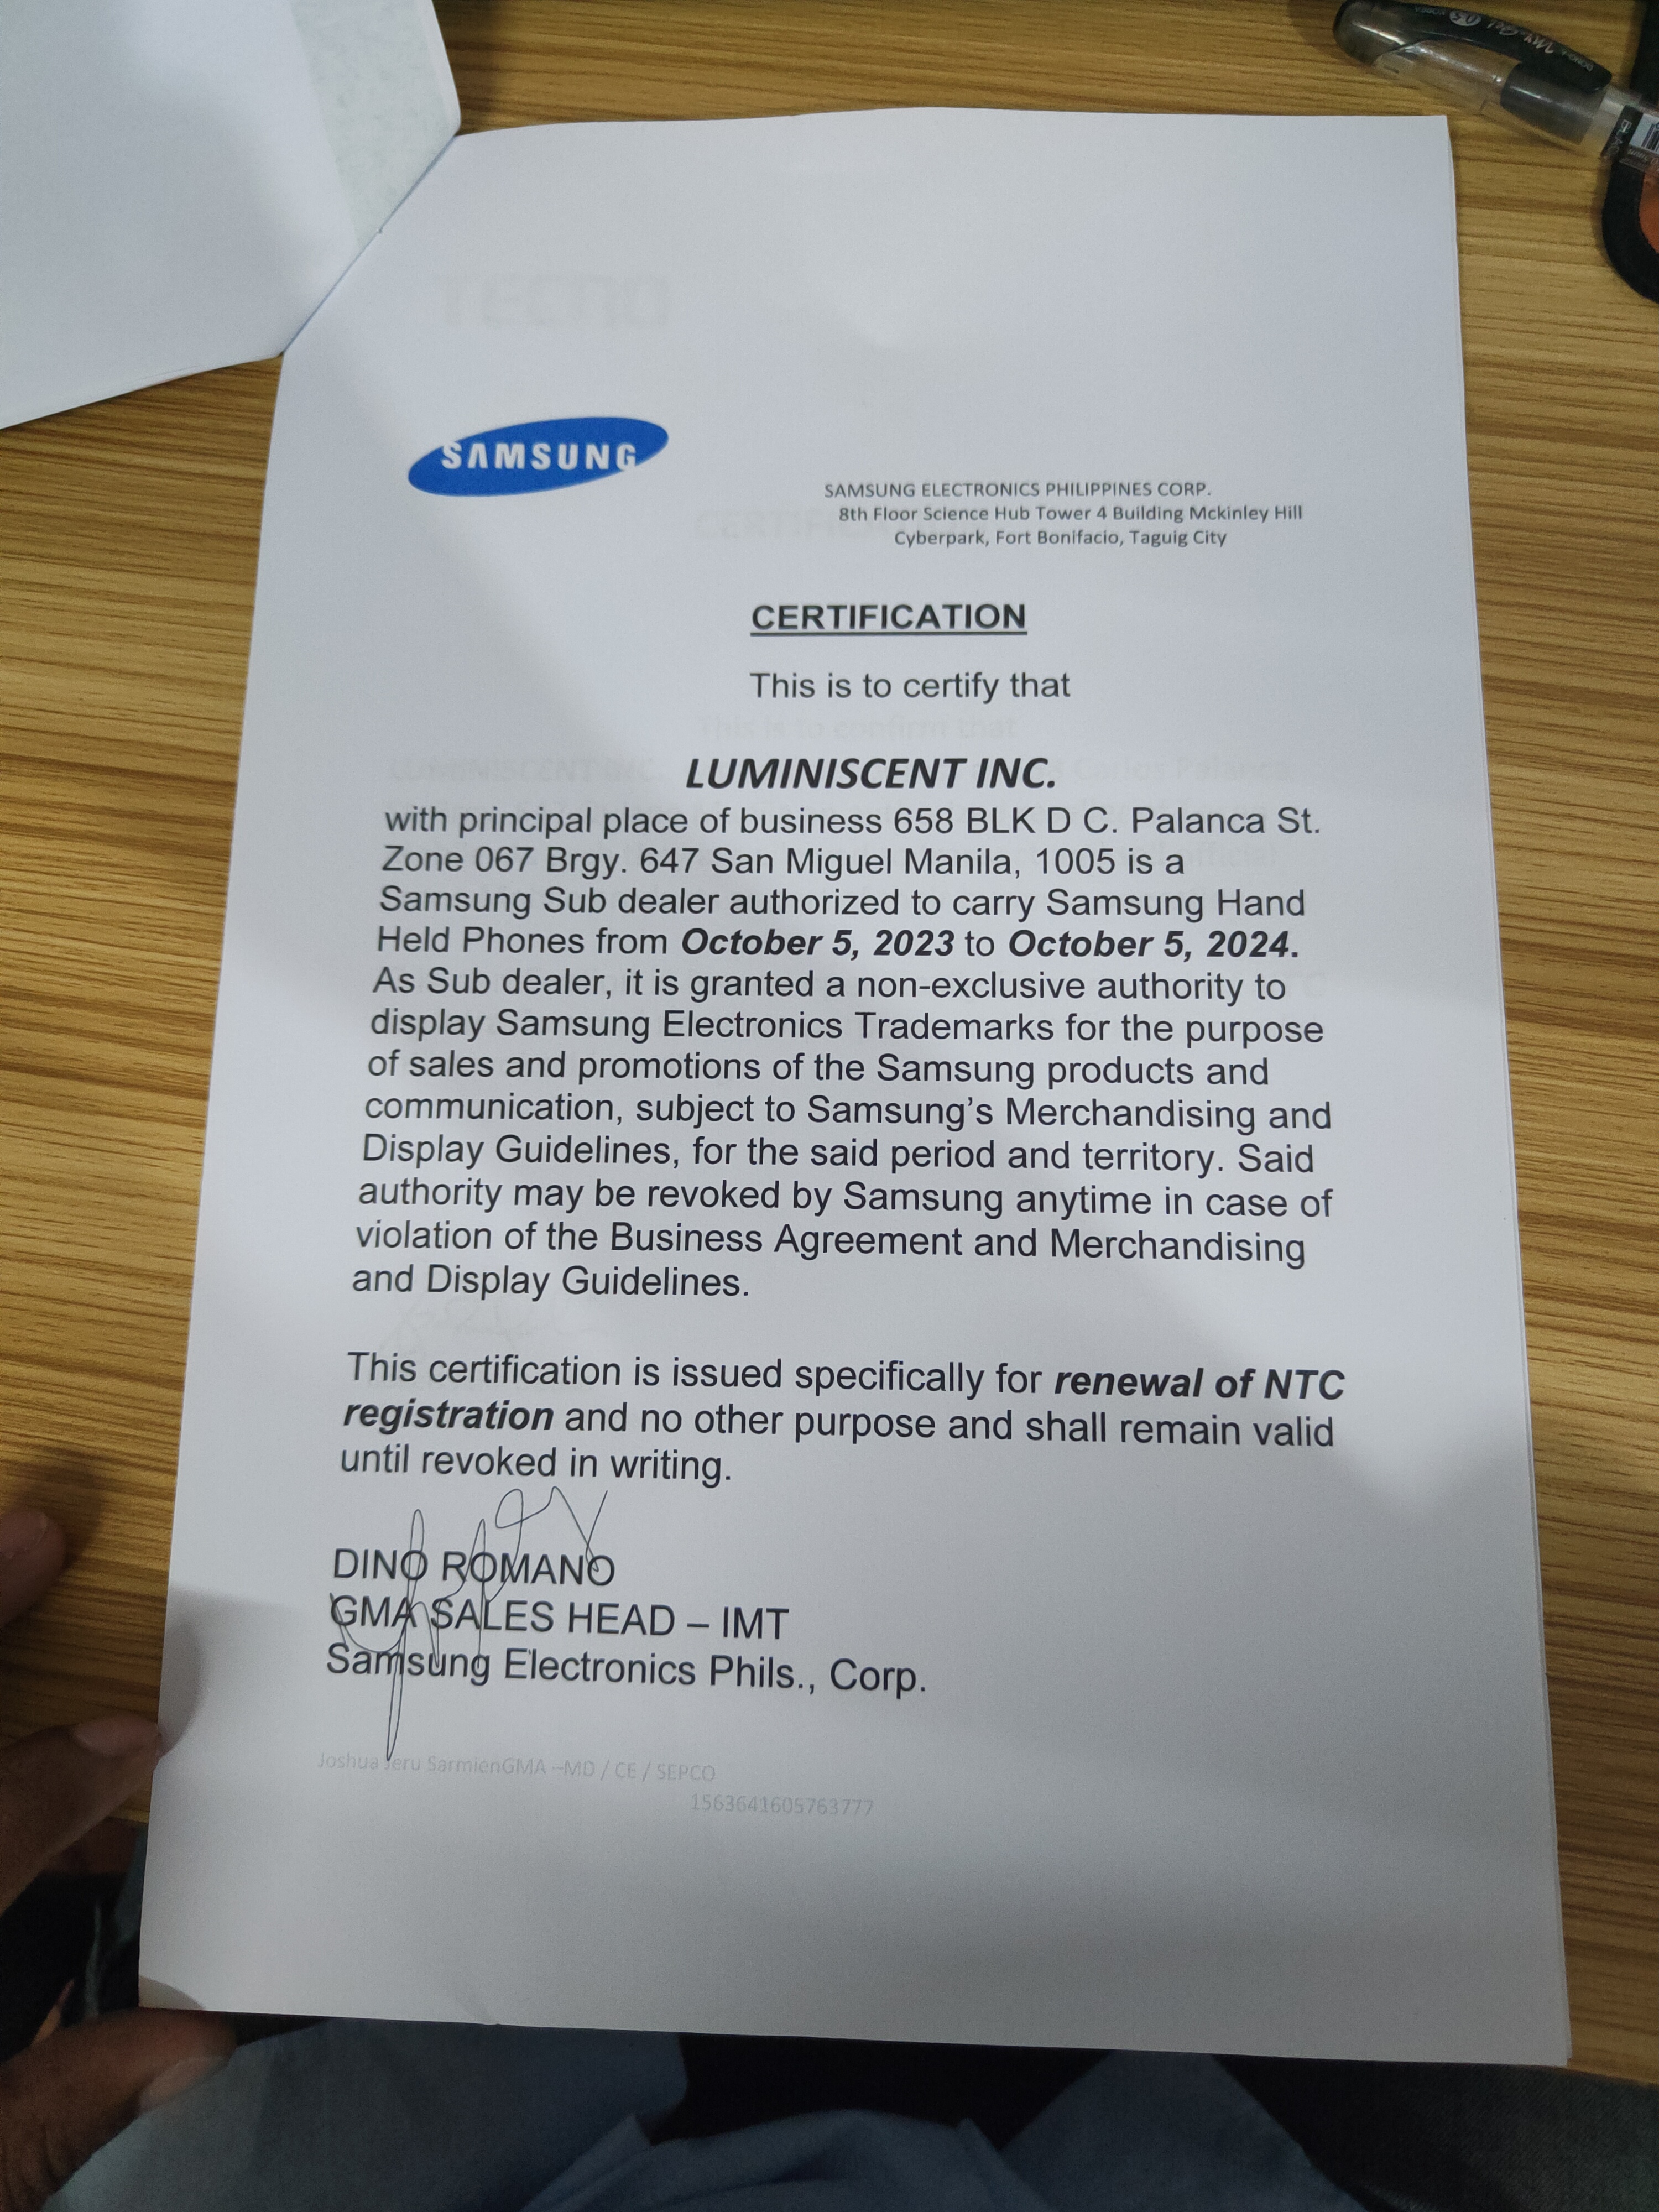 TECNO
SAMSUNG
SAMSUNG ELECTRONICS PHILIPPINES CORP.
8th Floor Science Hub Tower 4 Building Mckinley Hill
Cyberpark, Fort Bonifacio, Taguig City
CERTIFICATION
This is to certify that
This is to confirm that
LUMINISCENT INC.
LUMINISCENT INC.
with principal place of business 658 BLK D C. Palanca St.
Zone 067 Brgy. 647 San Miguel Manila, 1005 is a
Samsung Sub dealer authorized to carry Samsung Hand
Held Phones from October 5, 2023 to October 5, 2024.
As Sub dealer, it is granted a non-exclusive authority to
display Samsung Electronics Trademarks for the purpose
of sales and promotions of the Samsung products and
communication, subject to Samsung’s Merchandising and
Display Guidelines, for the said period and territory. Said
authority may be revoked by Samsung anytime in case of
violation of the Business Agreement and Merchandising
and Display Guidelines.
This certification is issued specifically for renewal of NTC
registration and no other purpose and shall remain valid
until revoked in writing.
DINO ROMANO
GMA SALES HEAD – IMT
Samsung Electronics Phils., Corp.
Joshua Jeru SarmienGMA –MD / CE / SEPCO
1563641605763777